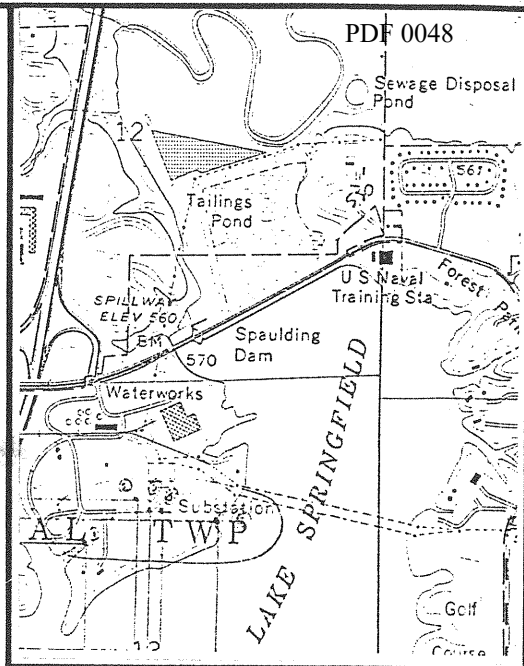 PDF 0048
Sewage Disposal
Pond
12
561
Tailings
Pond
U S Naval
Training Sta
Forest
SPILLWAY
ELEV 560
BM
570
Spaulding
Dam
Waterworks
LAKE SPRINGFIELD
Substation
AL TWP
Golf
Course